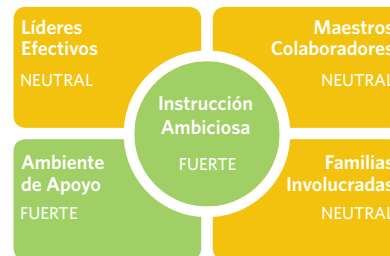 Líderes
Efectivos
NEUTRAL
Maestros
Colaboradores
NEUTRAL
Instrucción
Ambiciosa
FUERTE
Ambiente
de Apoyo
FUERTE
Familias
Involucradas
NEUTRAL